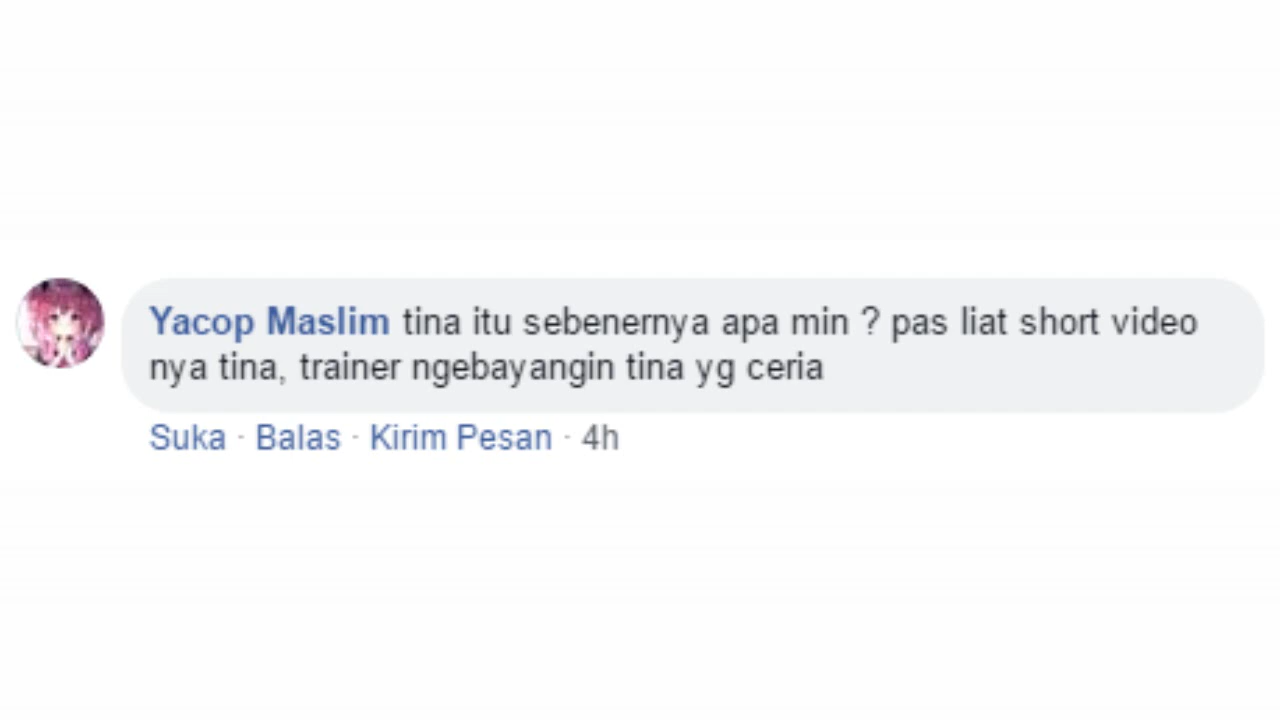 Yacop Maslim tina itu sebenernya apa min ? pas liat short video
nya tina, trainer ngebayangin tina yg ceria
Suka · Balas · Kirim Pesan · 4h